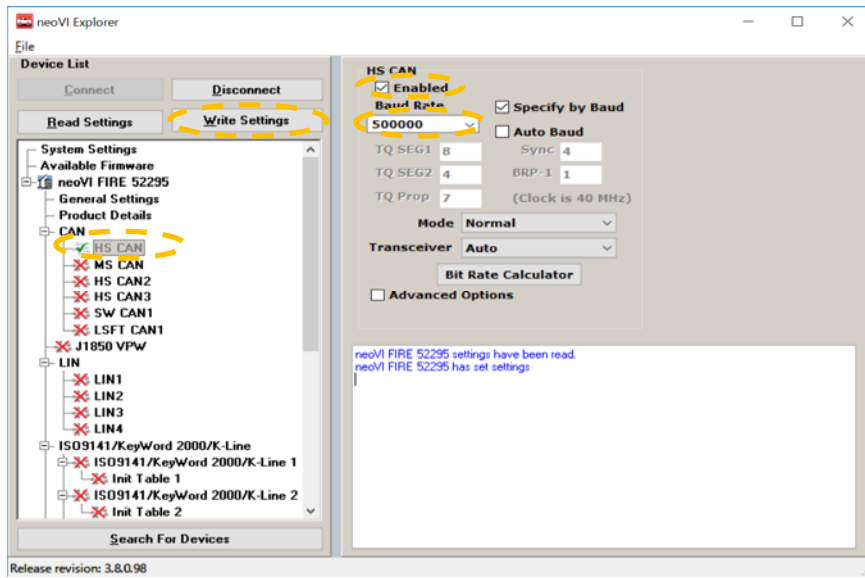 neoVI Explorer
File
Device List
Connect
Disconnect
Read Settings
Write Settings
System Settings
Available Firmware
neoVI FIRE 52295
General Settings
Product Details
CAN
HS CAN
MS CAN
HS CAN2
HS CAN3
SW CAN1
LSFT CAN1
J1850 VPW
LIN
LIN1
LIN2
LIN3
LIN4
ISO9141/KeyWord 2000/K-Line
ISO9141/KeyWord 2000/K-Line 1
Init Table 1
ISO9141/KeyWord 2000/K-Line 2
Init Table 2
Search For Devices
HS CAN
Enabled
Baud Rate
Specify by Baud
500000
Auto Baud
TQ SEG1 8 Sync 4
TQ SEG2 4 BRP-1 1
TQ Prop 7 (Clock is 40 MHz)
Mode Normal
Transceiver Auto
Bit Rate Calculator
Advanced Options
neoVI FIRE 52295 settings have been read.
neoVI FIRE 52295 has set settings
Release revision: 3.8.0.98